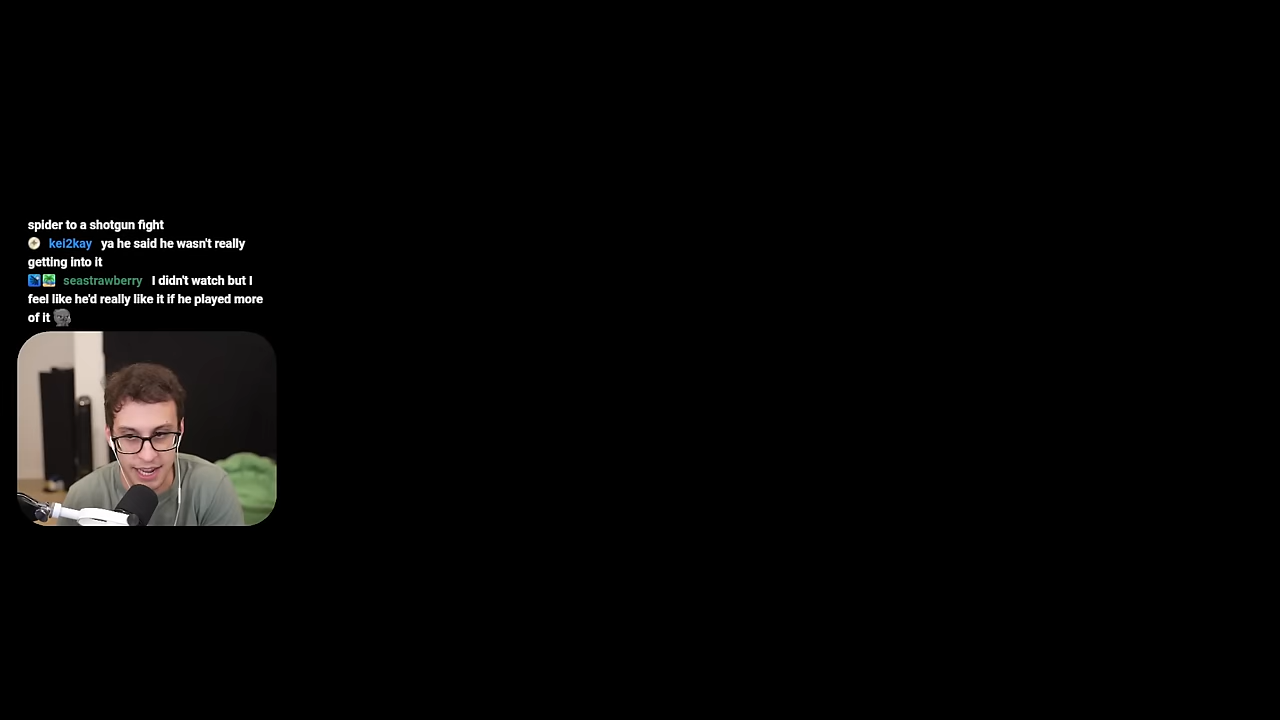 spider to a shotgun fight
kei2kay ya he said he wasn't really
getting into it
seastrawberry I didn't watch but I
feel like he'd really like it if he played more
of it